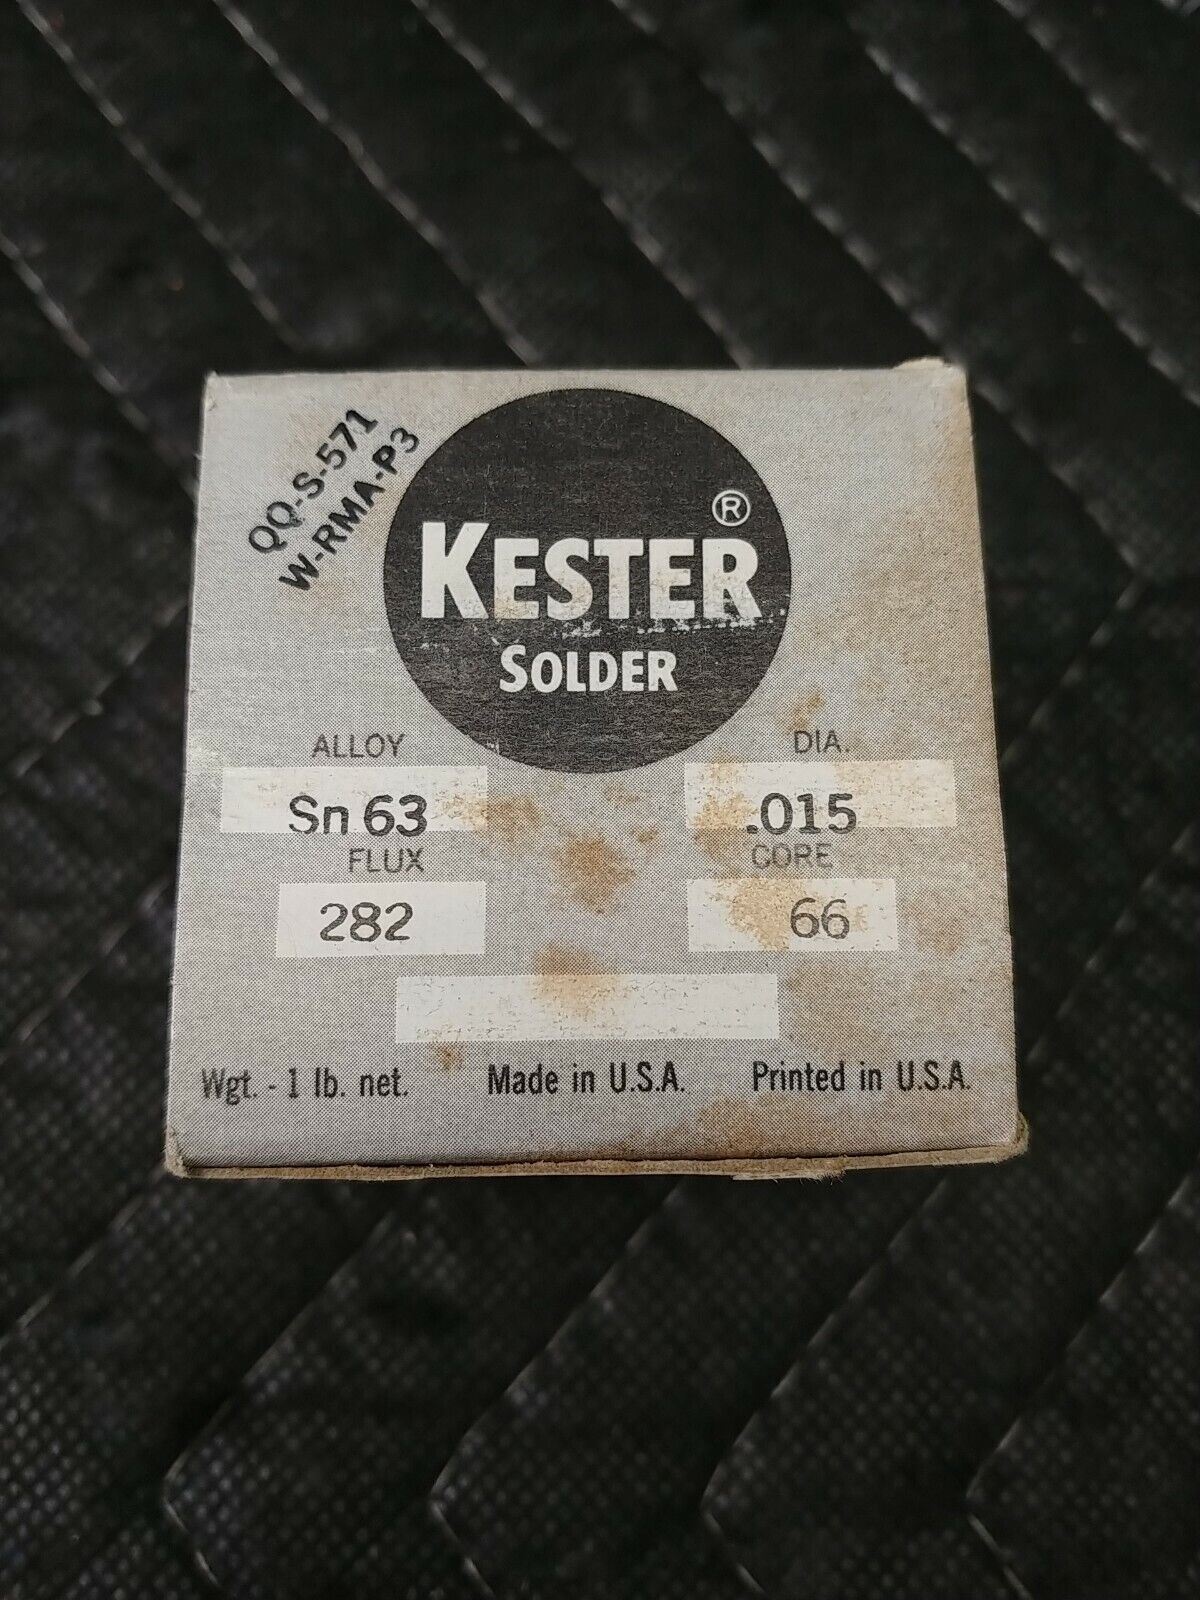 QQ-S-571
W-RMA-P3
KESTER®
SOLDER
ALLOY
Sn 63
DIA.
.015
FLUX
282
CORE
66
Wgt. - 1 lb. net. Made in U.S.A. Printed in U.S.A.